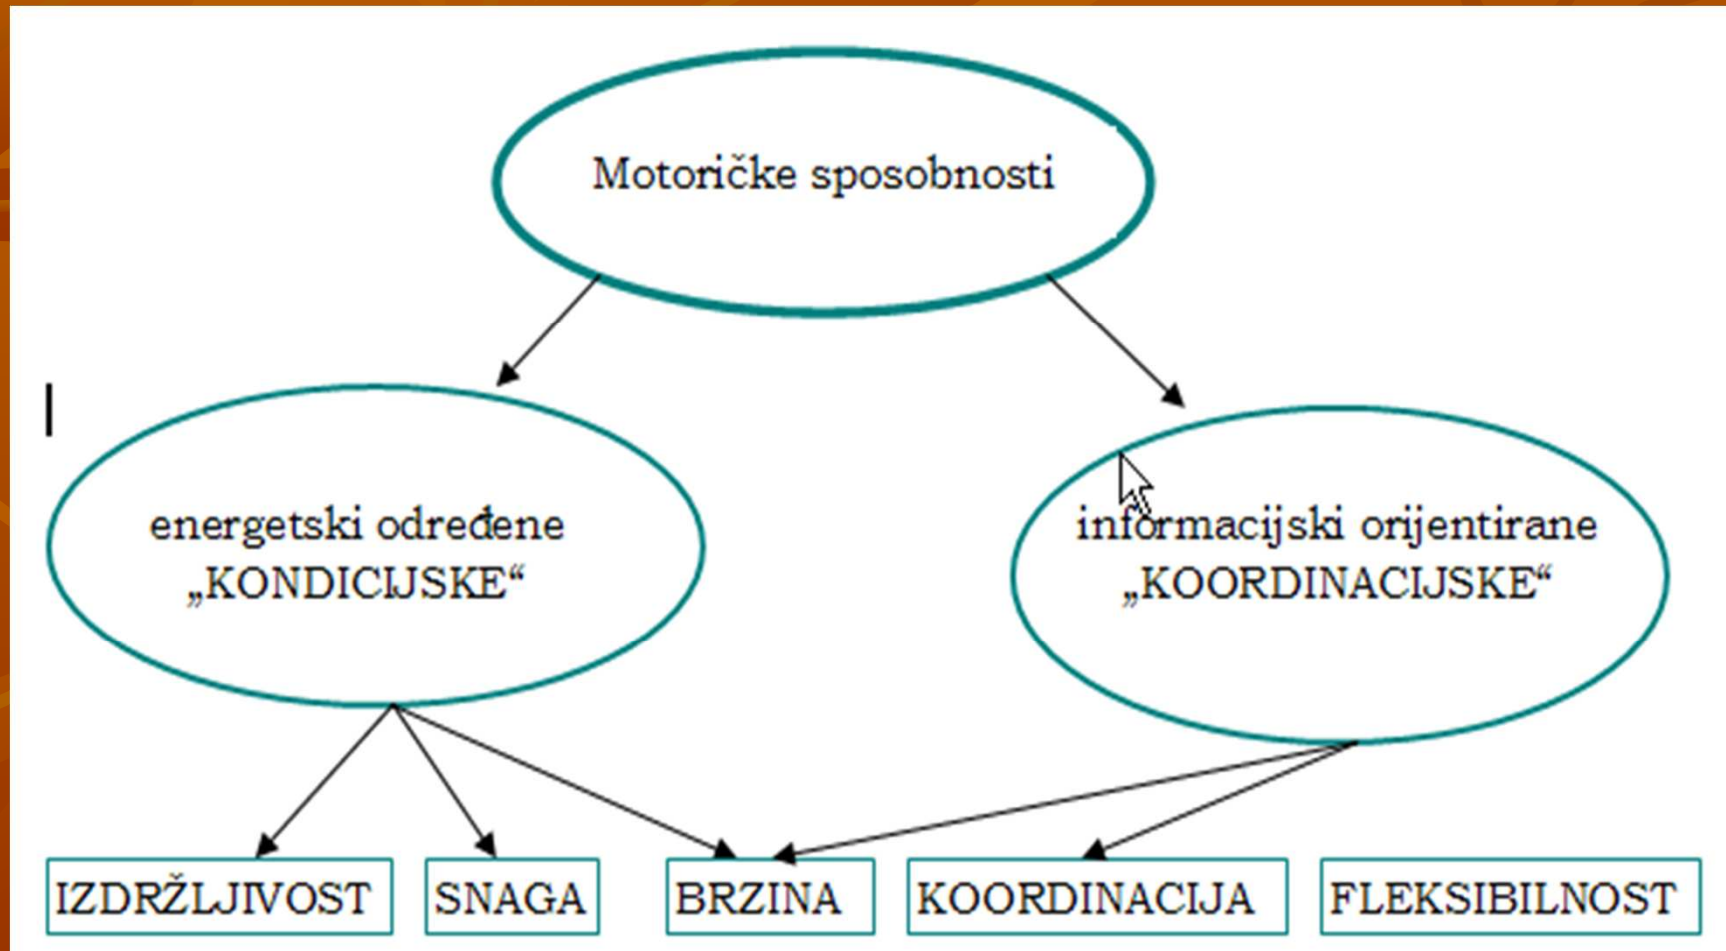 Motoričke sposobnosti
energetski određene
„KONDICIJSKE“
informacijski orijentirane
„KOORDINACIJSKE“
IZDRŽLJIVOST
SNAGA
BRZINA
KOORDINACIJA
FLEKSIBILNOST